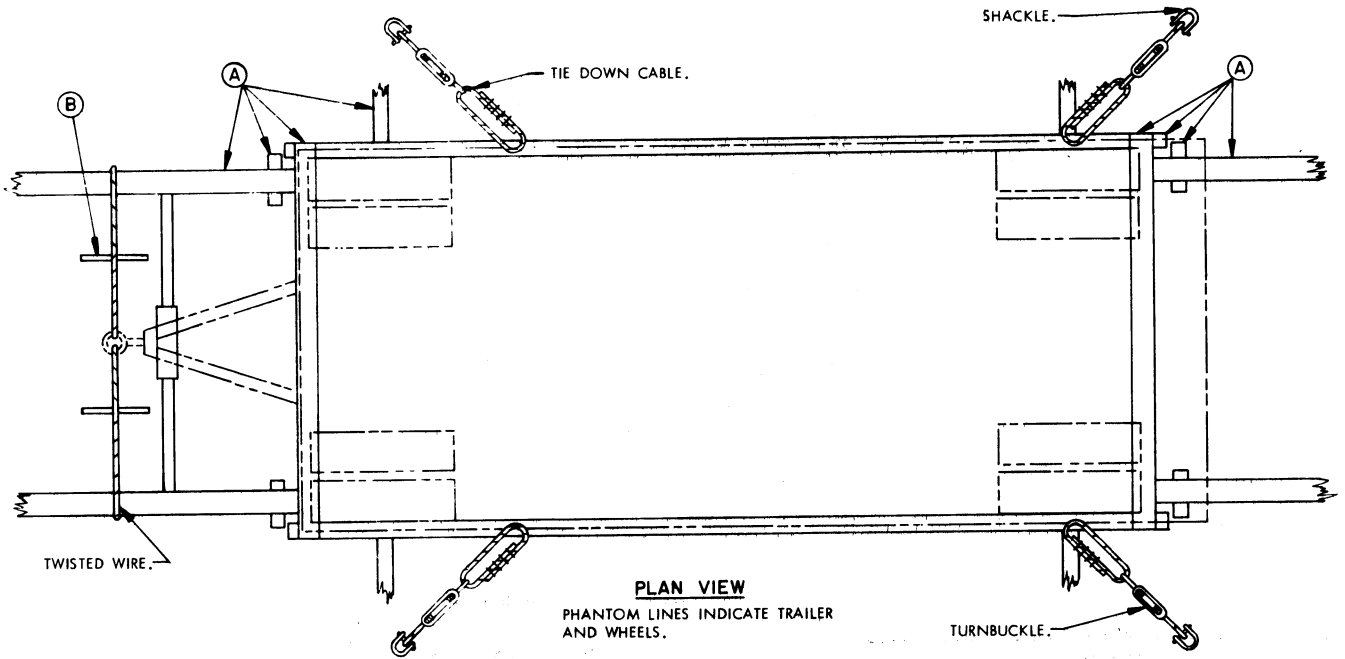 SHACKLE.
TIE DOWN CABLE.
A
A
B
TWISTED WIRE.
PLAN VIEW
PHANTOM LINES INDICATE TRAILER
AND WHEELS.
TURNBUCKLE.